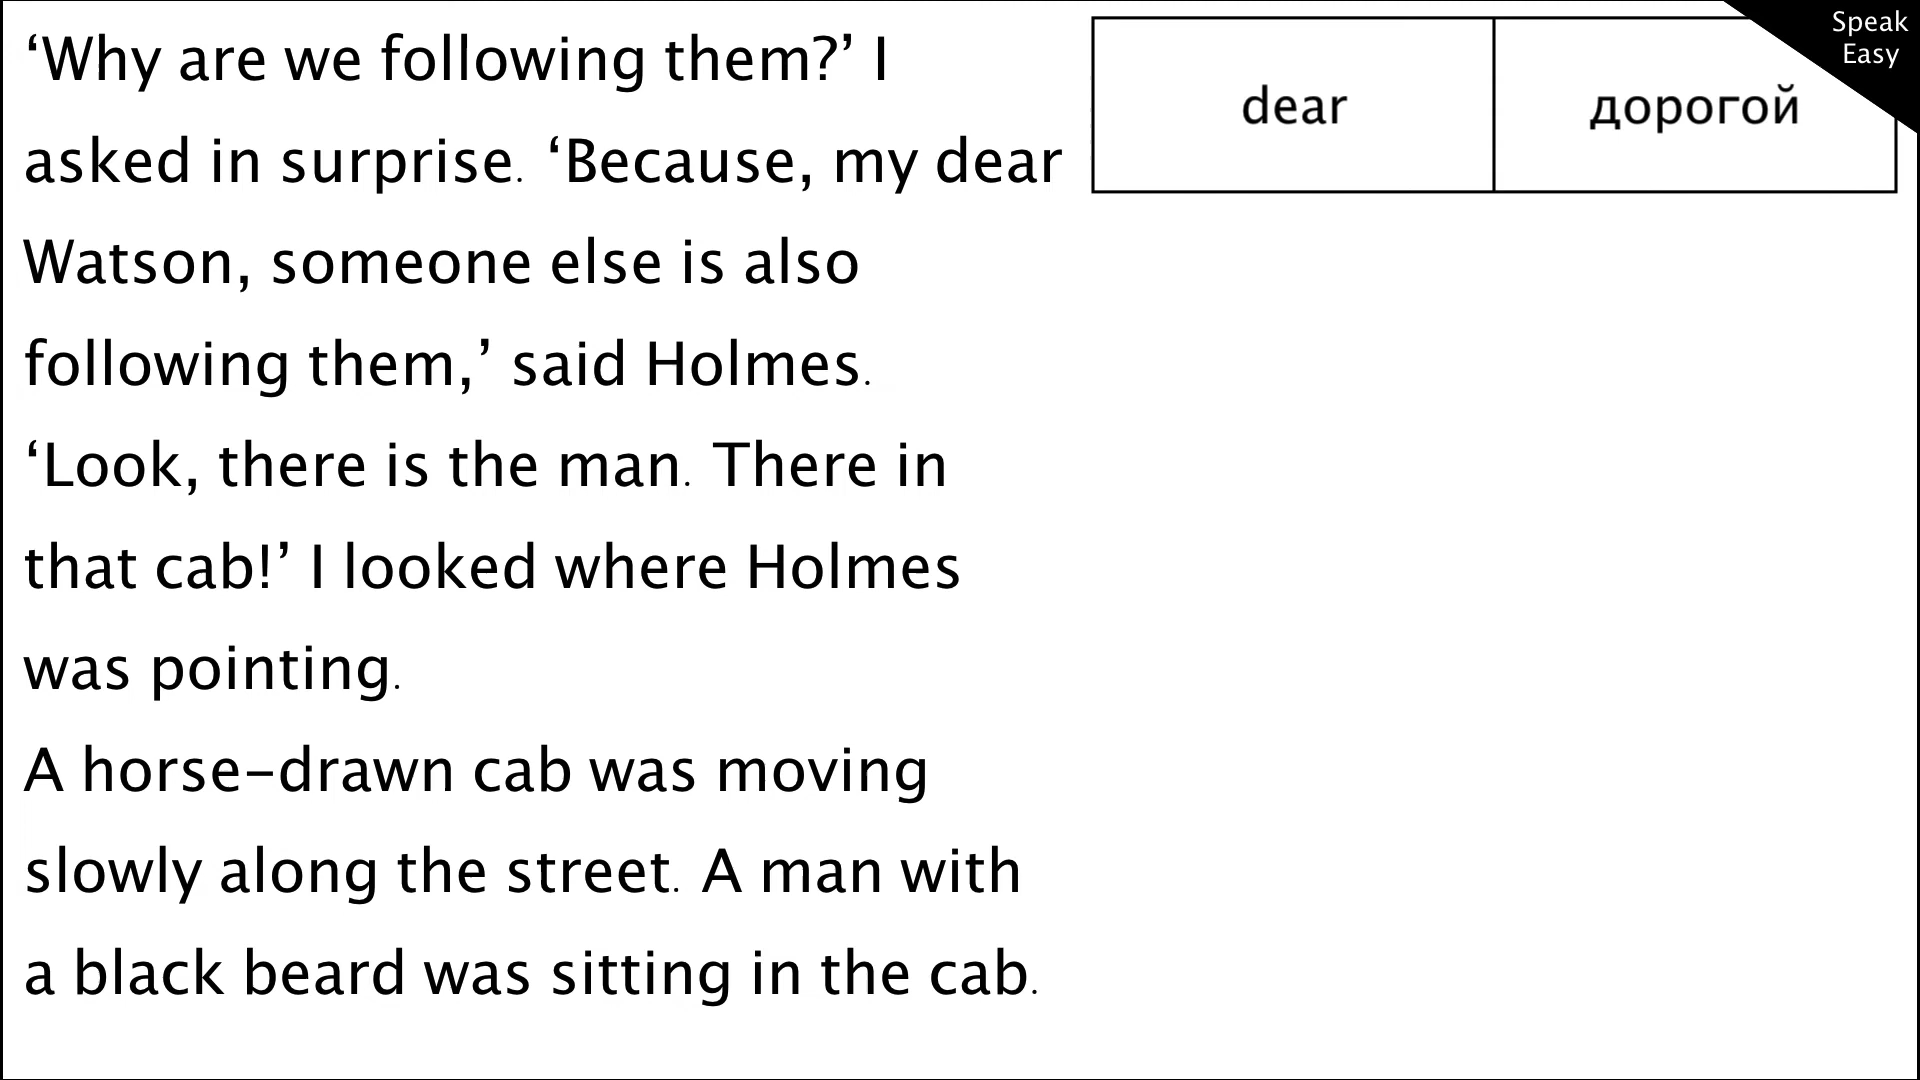 ‘Why are we following them?’ I
asked in surprise. ‘Because, my dear
Watson, someone else is also
following them,’ said Holmes.
‘Look, there is the man. There in
that cab!’ I looked where Holmes
was pointing.
A horse-drawn cab was moving
slowly along the street. A man with
a black beard was sitting in the cab.
dear дорогой
Speak
Easy